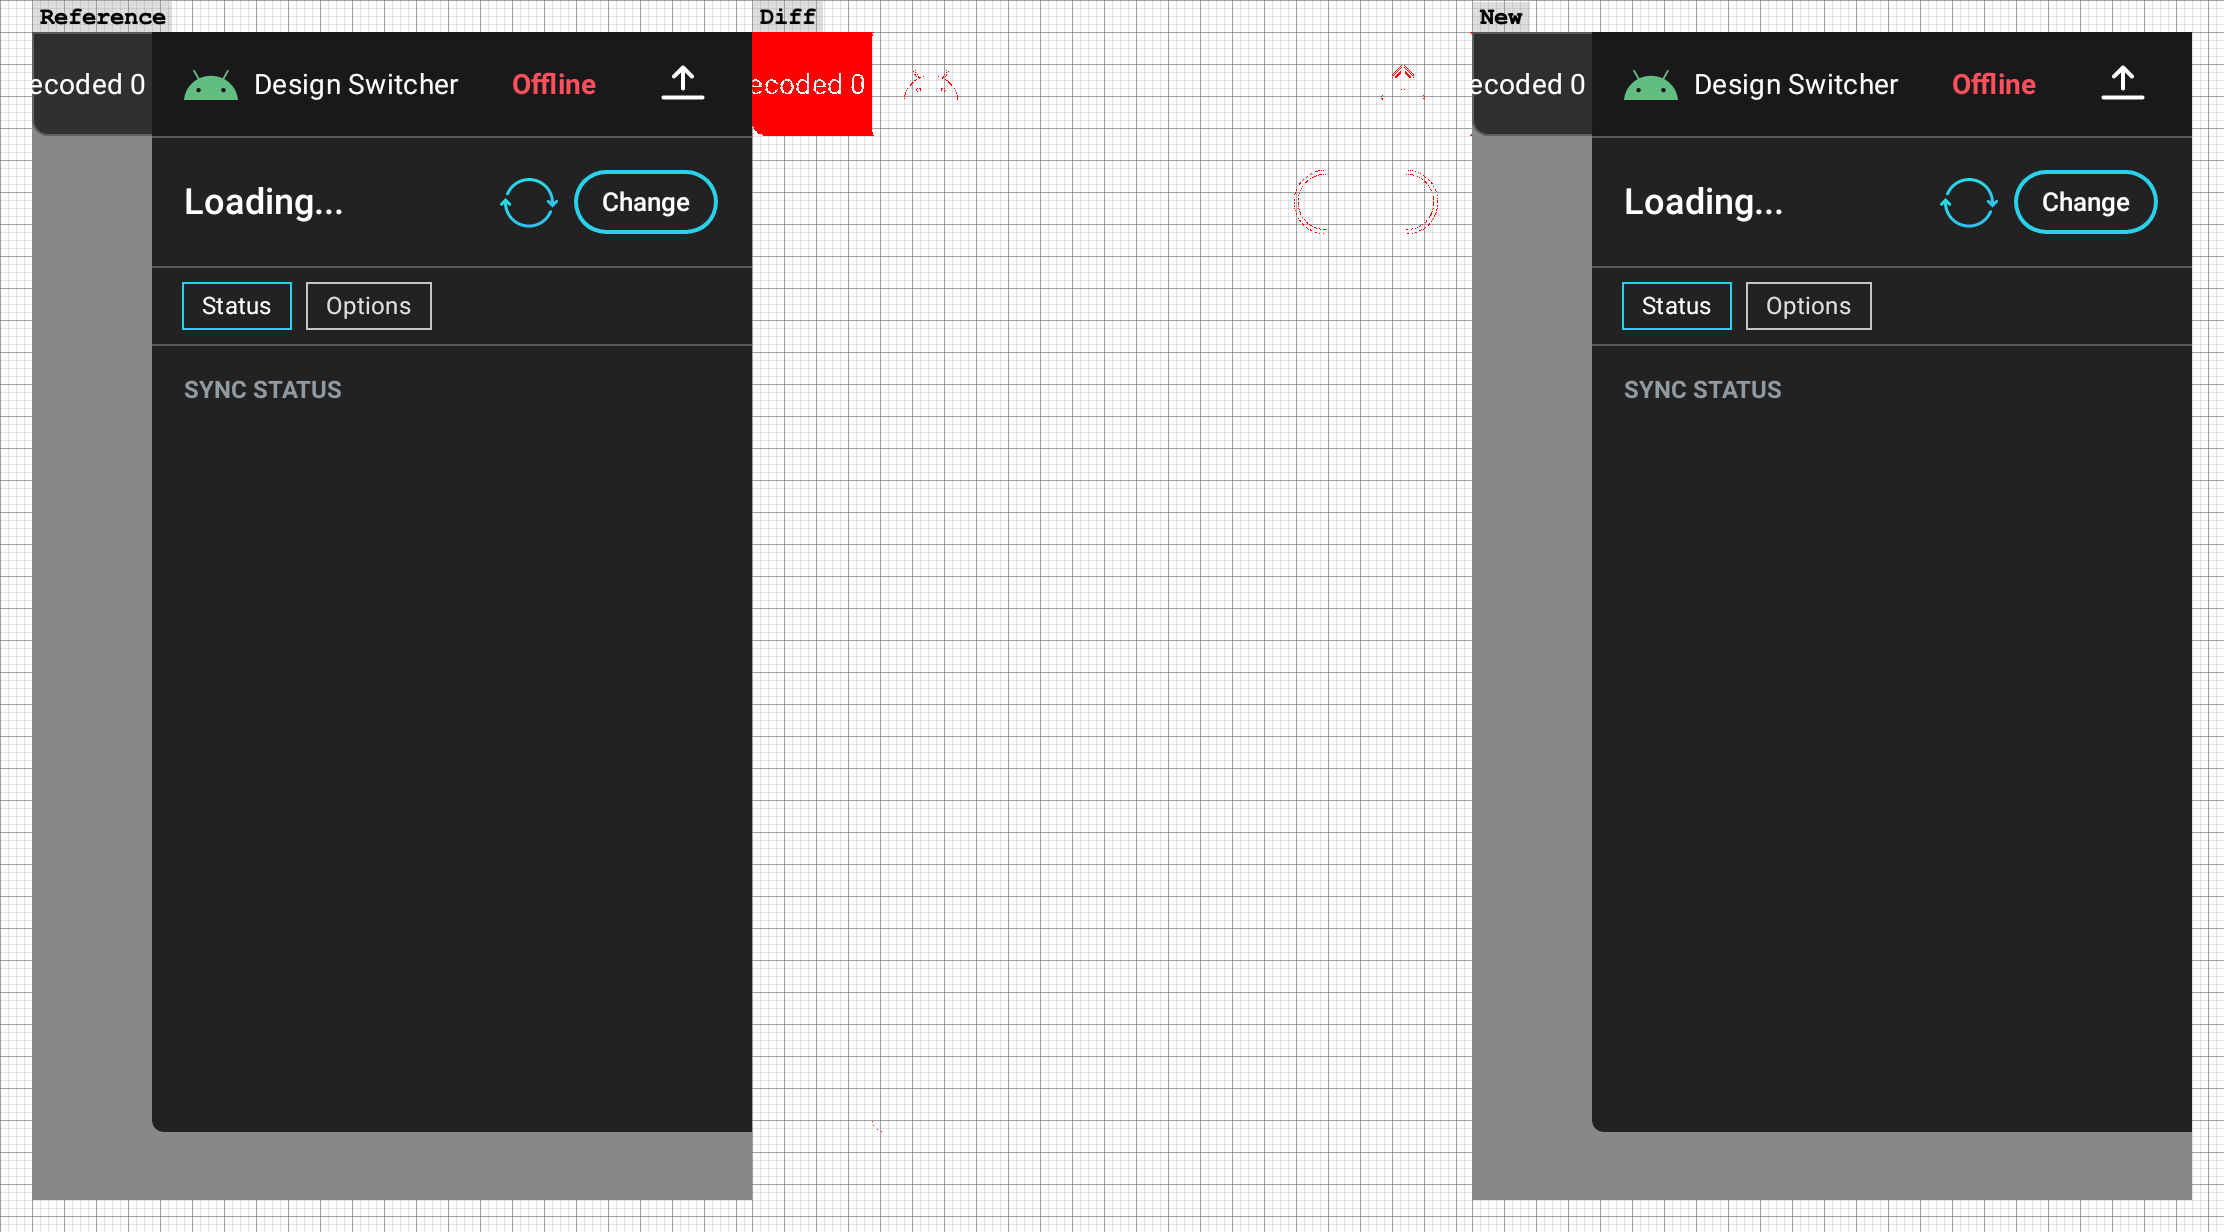 Reference
Diff
New
ecoded 0
Design Switcher
Offline
ecoded 0
ecoded 0
Design Switcher
Offline
Loading...
Change
Loading...
Change
Status
Options
Status
Options
SYNC STATUS
SYNC STATUS